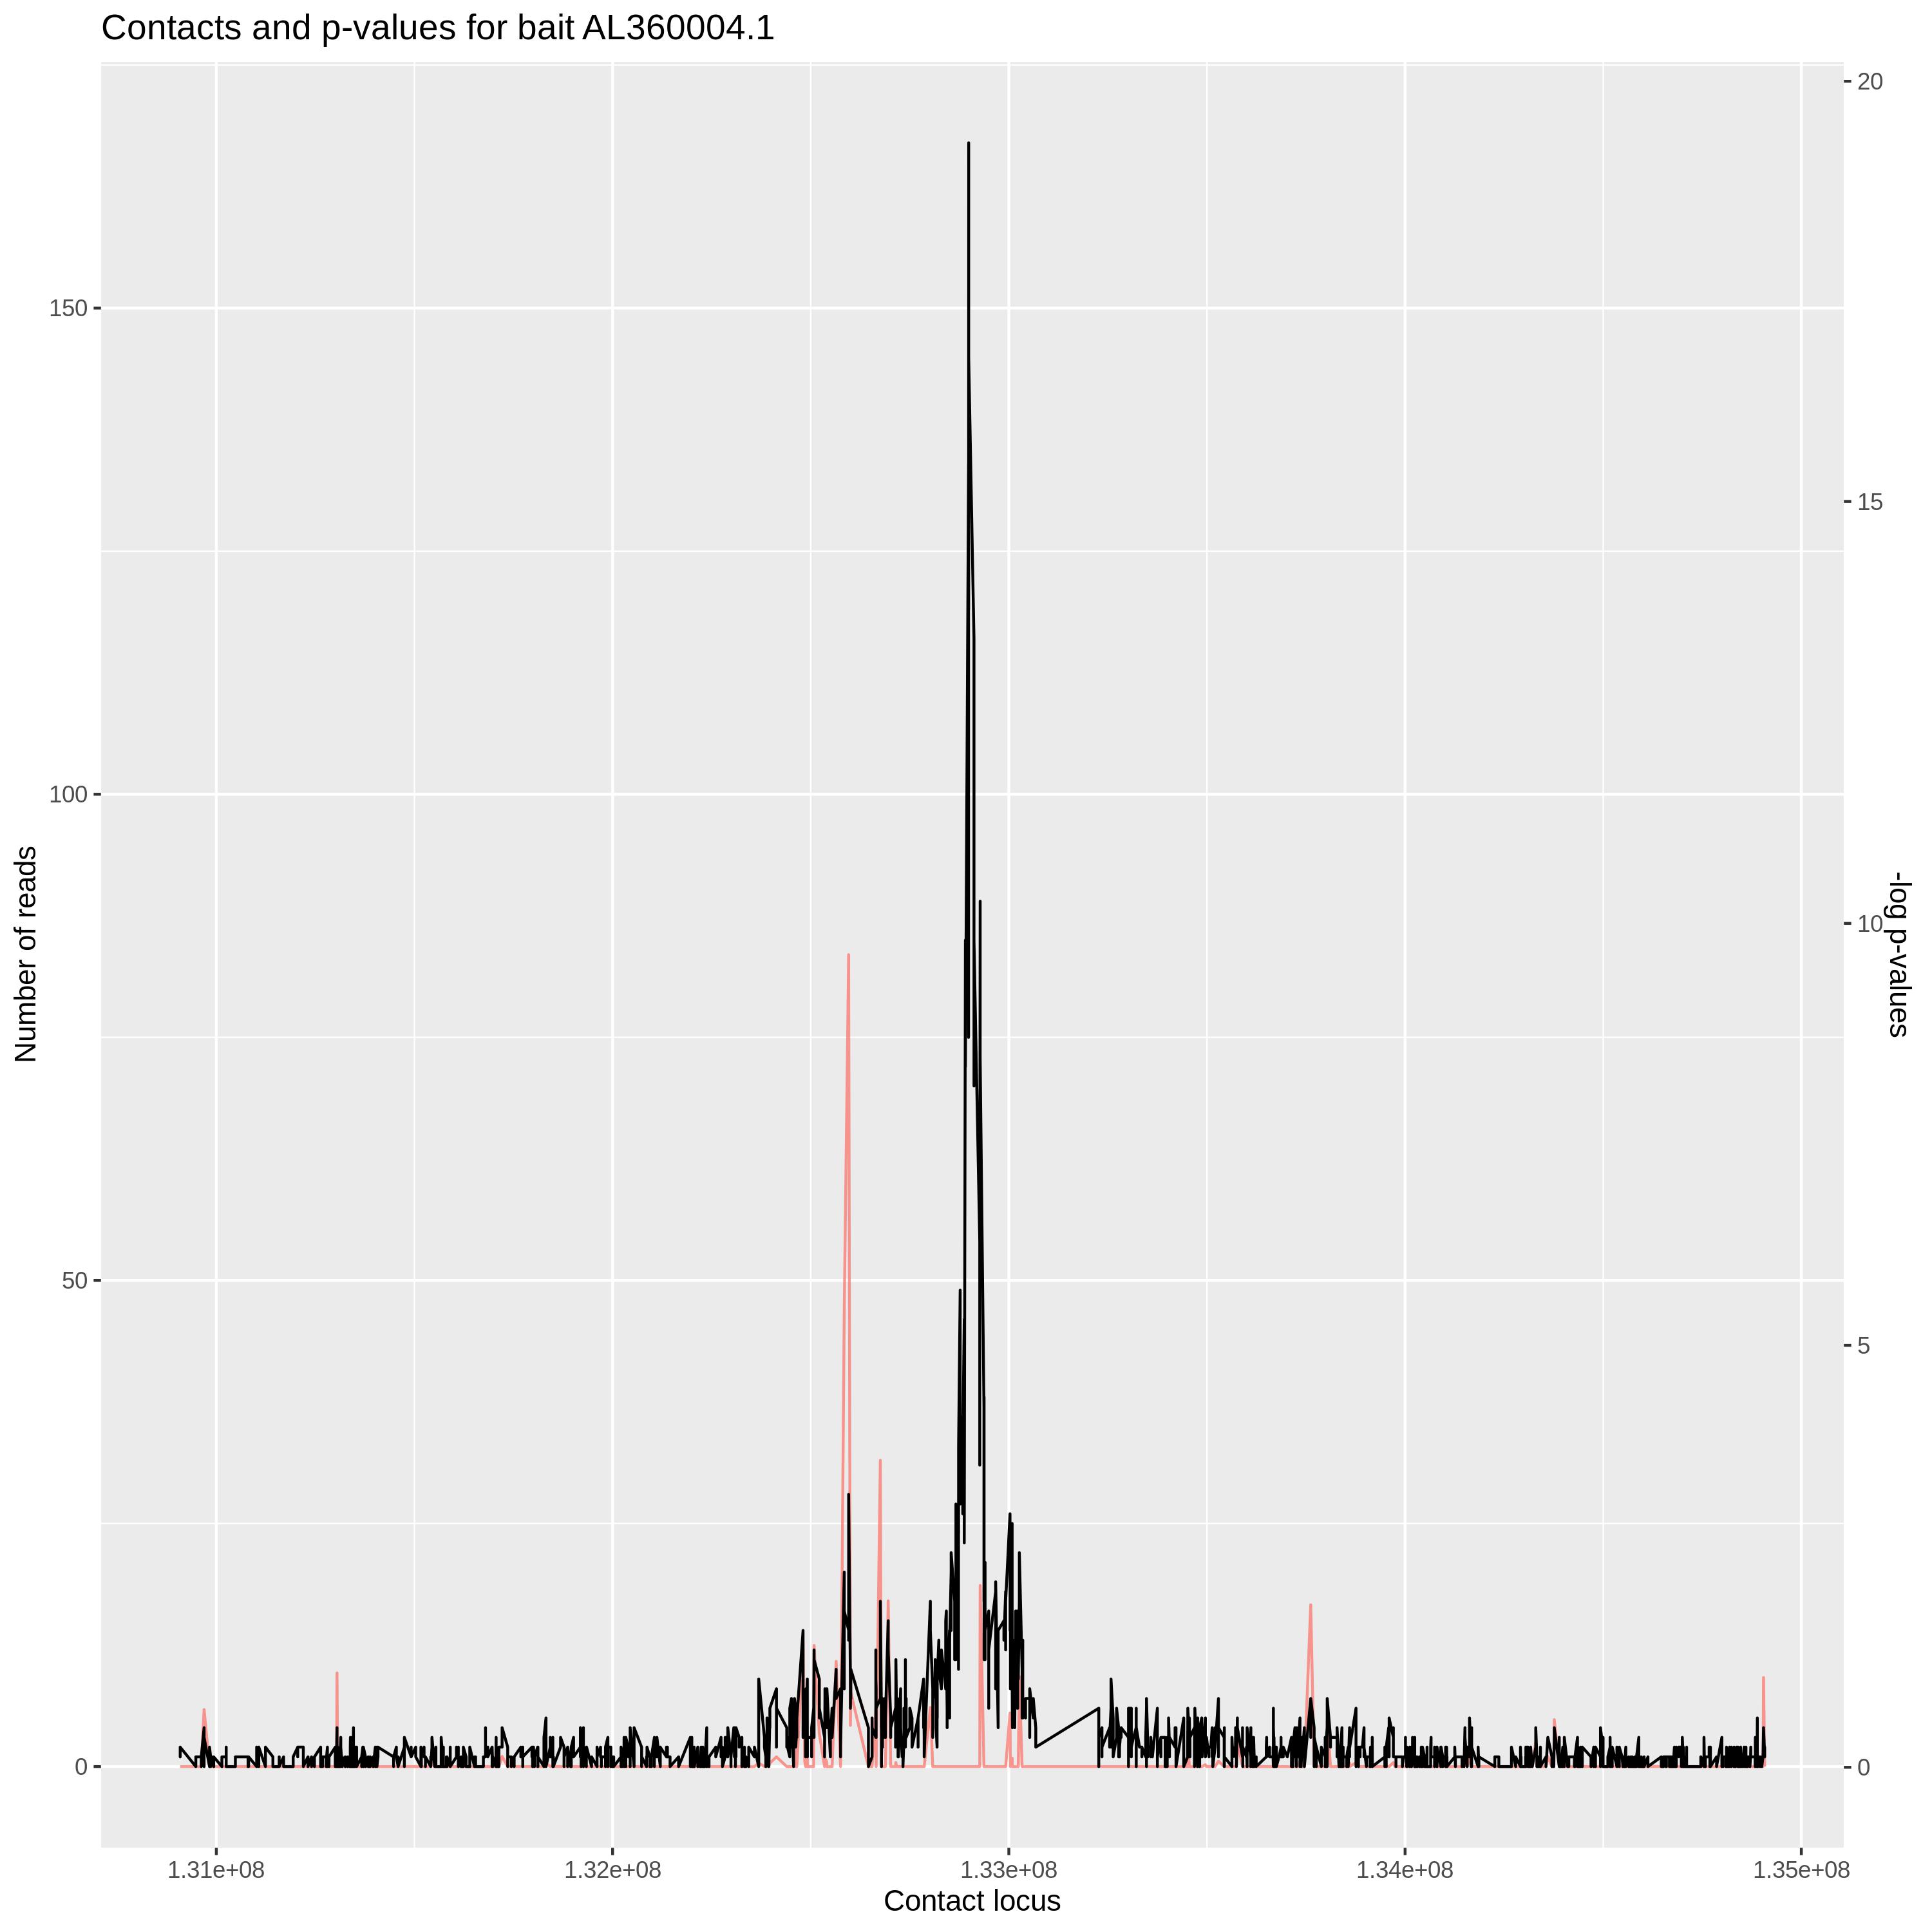 Contacts and p-values for bait AL360004.1
20
15
10
5
0
150
100
50
0
Number of reads
-log p-values
1.31e+08 1.32e+08 1.33e+08 1.34e+08 1.35e+08
Contact locus